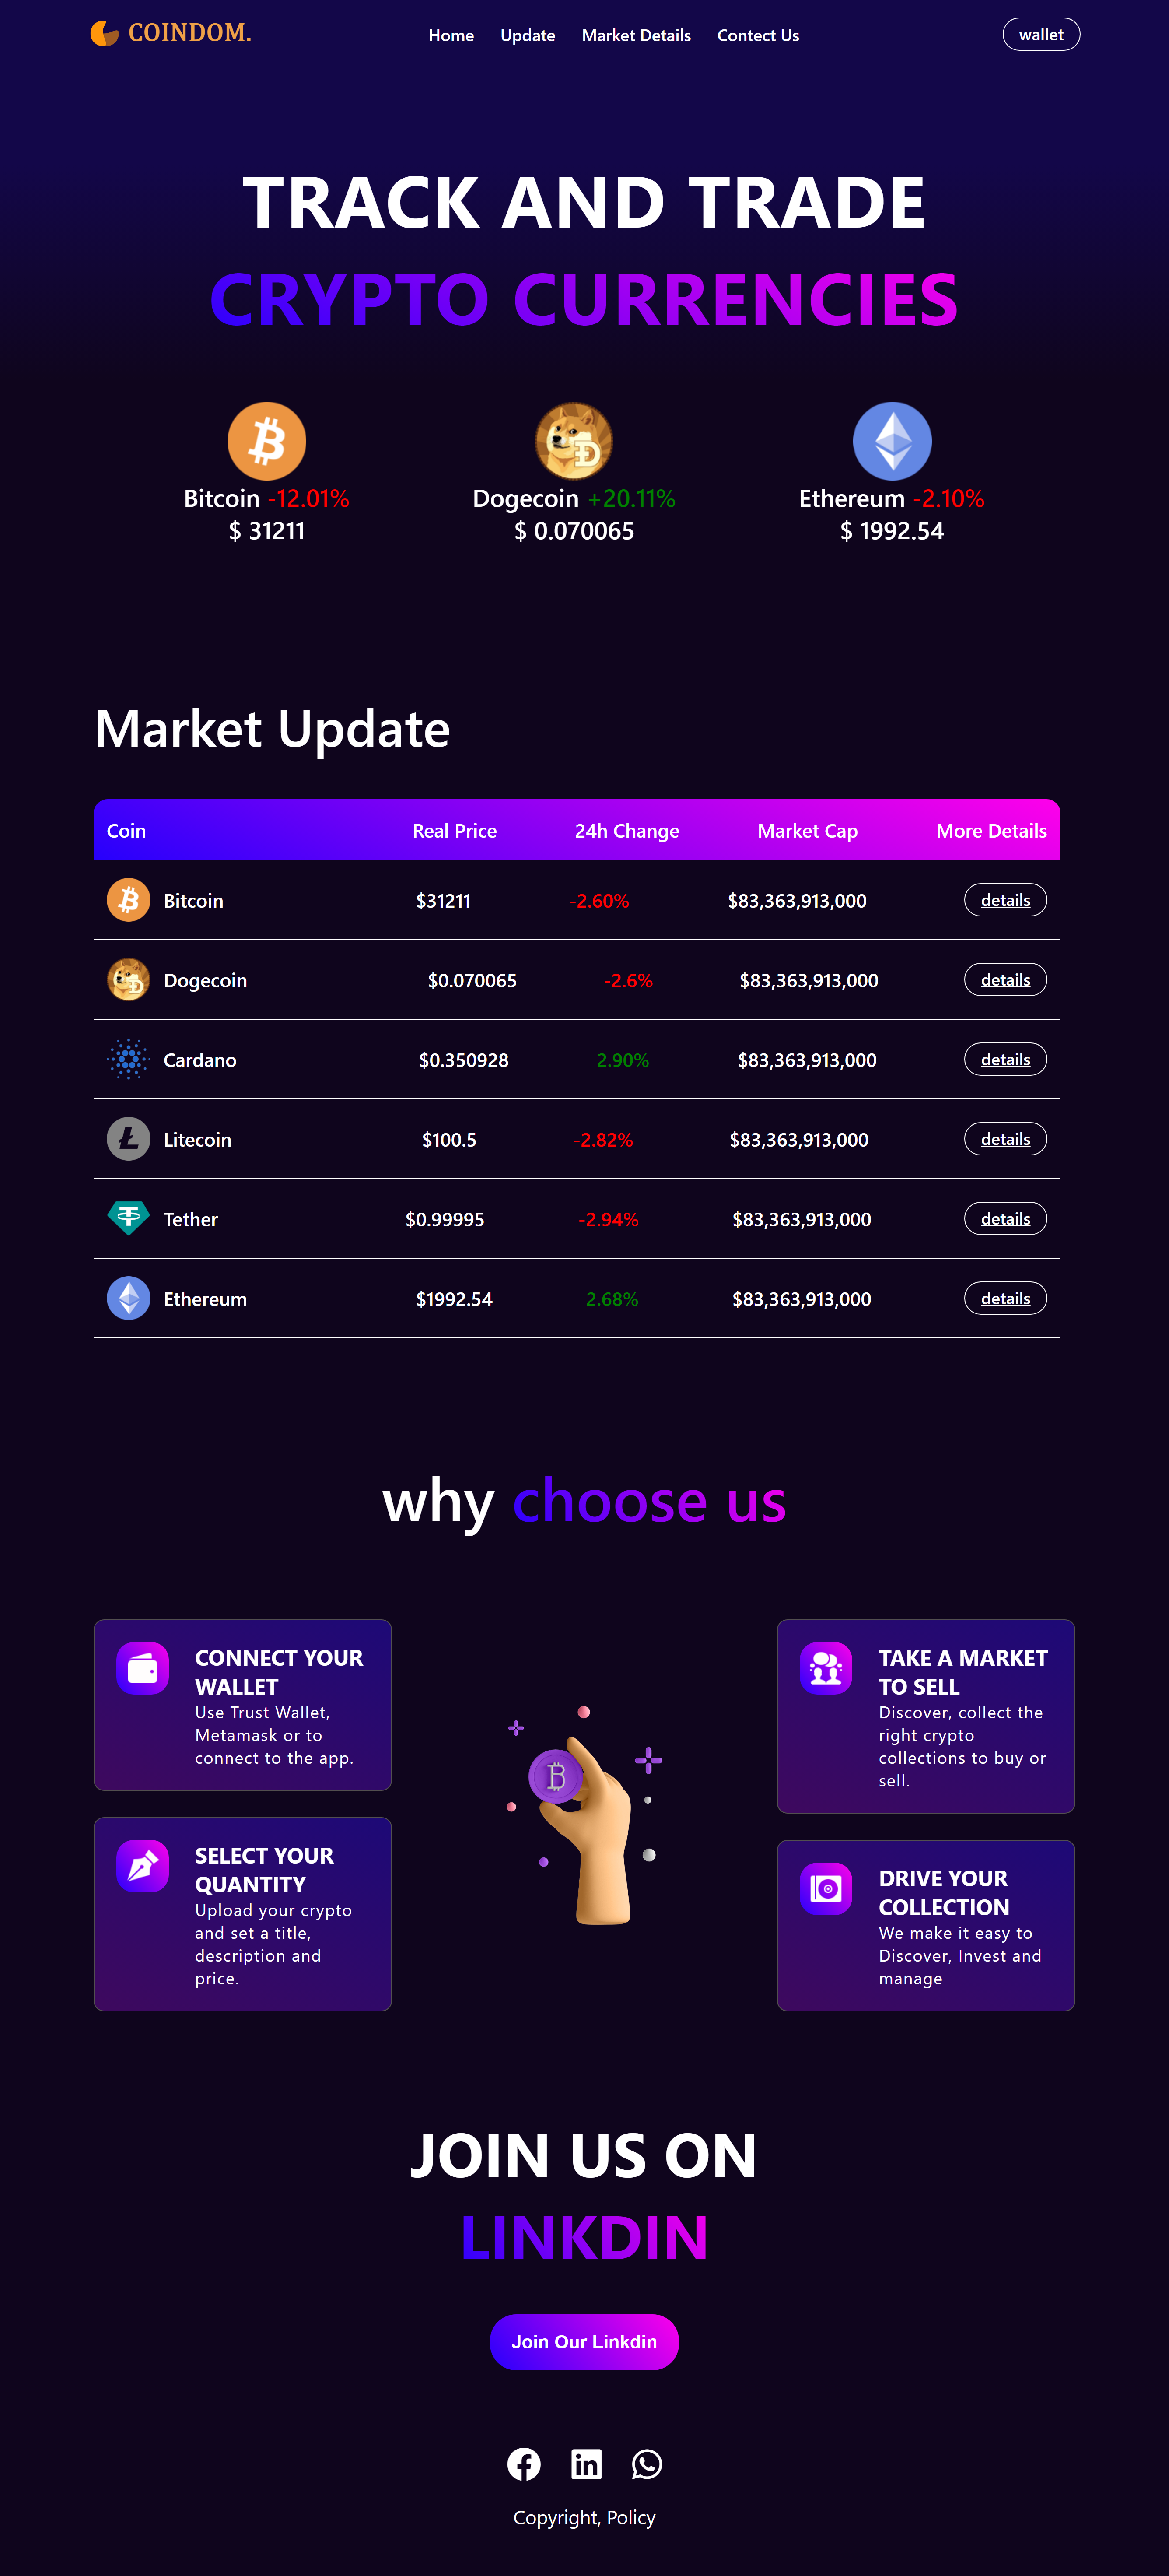 COINDOM.
Home Update Market Details Contect Us
wallet
TRACK AND TRADE
CRYPTO CURRENCIES
Bitcoin -12.01%
$ 31211
Dogecoin +20.11%
$ 0.070065
Ethereum -2.10%
$ 1992.54
Market Update
Coin Real Price 24h Change Market Cap More Details
Bitcoin $31211 -2.60% $83,363,913,000 details
Dogecoin $0.070065 -2.6% $83,363,913,000 details
Cardano $0.350928 2.90% $83,363,913,000 details
Litecoin $100.5 -2.82% $83,363,913,000 details
Tether $0.99995 -2.94% $83,363,913,000 details
Ethereum $1992.54 2.68% $83,363,913,000 details
why choose us
CONNECT YOUR
WALLET
Use Trust Wallet,
Metamask or to
connect to the app.
SELECT YOUR
QUANTITY
Upload your crypto
and set a title,
description and
price.
TAKE A MARKET
TO SELL
Discover, collect the
right crypto
collections to buy or
sell.
DRIVE YOUR
COLLECTION
We make it easy to
Discover, Invest and
manage
JOIN US ON
LINKDIN
Join Our Linkdin
Copyright, Policy